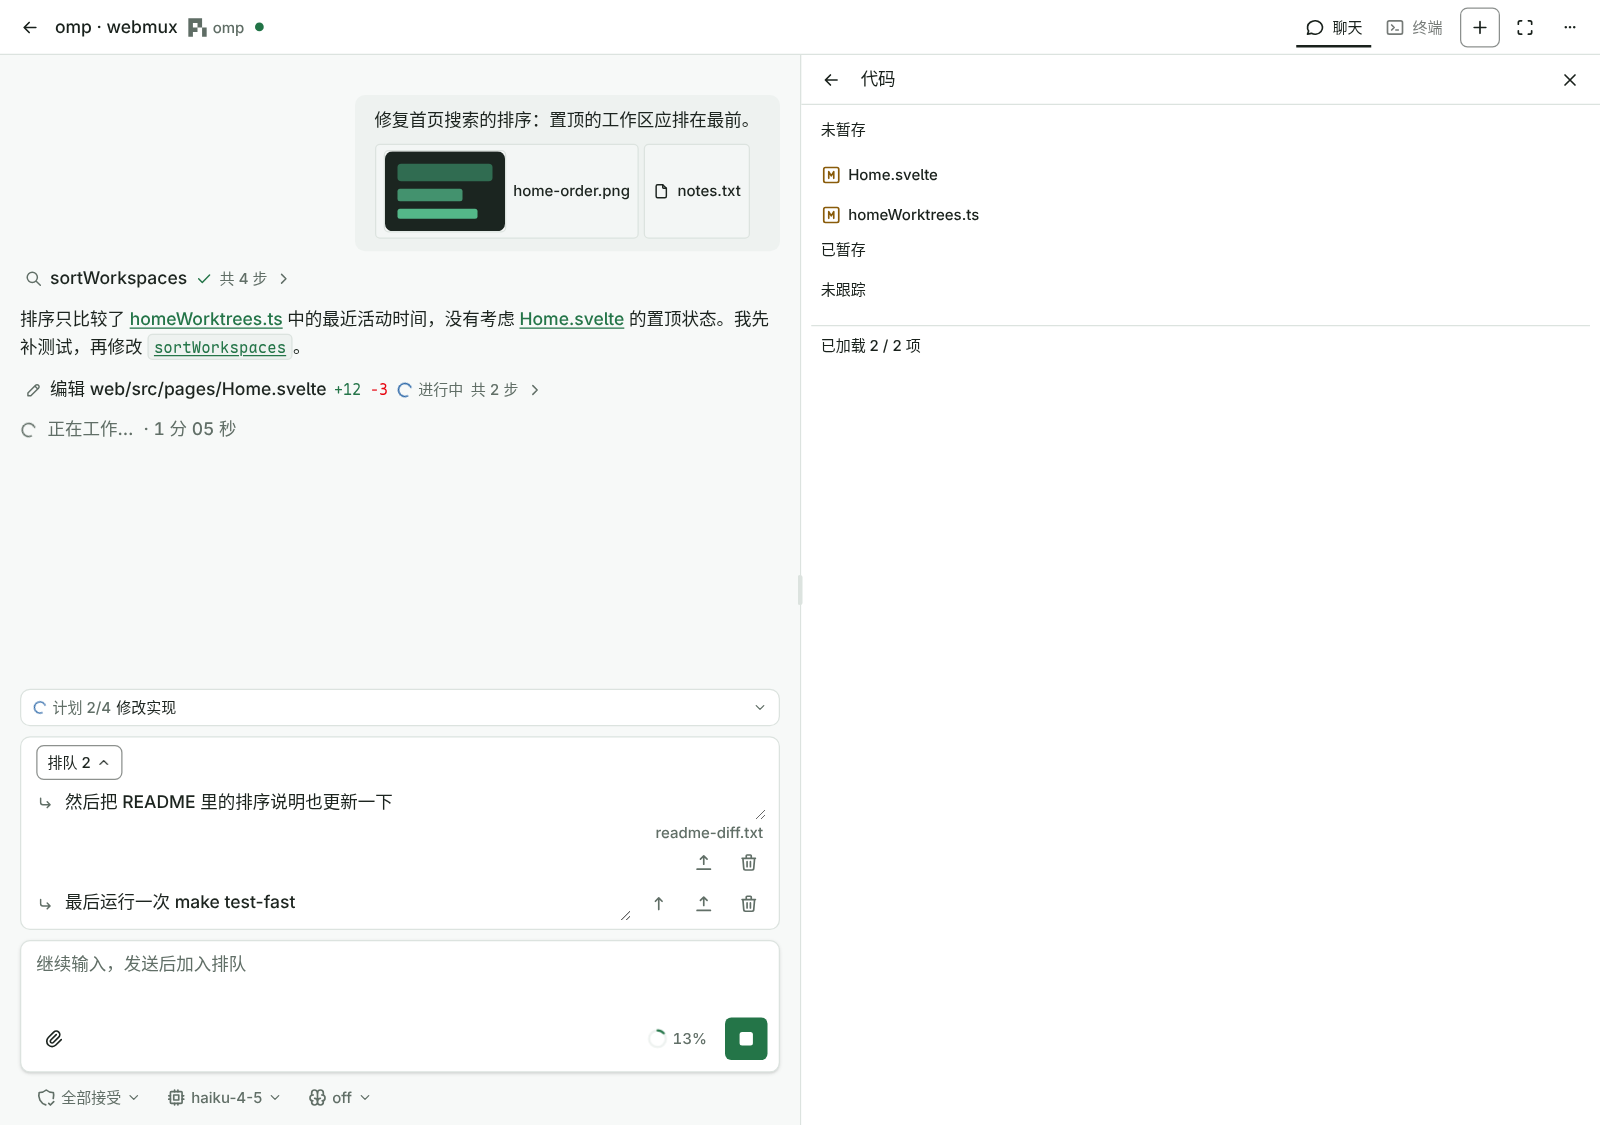 omp · webmux omp
聊天
终端
修复首页搜索的排序：置顶的工作区应排在最前。
home-order.png
notes.txt
sortWorkspaces 共 4 步
排序只比较了 homeWorktrees.ts 中的最近活动时间，没有考虑 Home.svelte 的置顶状态。我先
补测试，再修改 sortWorkspaces。
编辑 web/src/pages/Home.svelte +12 -3 进行中 共 2 步
正在工作... · 1 分 05 秒
计划 2/4 修改实现
排队 2
然后把 README 里的排序说明也更新一下
readme-diff.txt
最后运行一次 make test-fast
继续输入，发送后加入排队
13%
全部接受
haiku-4-5
off
代码
未暂存
M Home.svelte
M homeWorktrees.ts
已暂存
未跟踪
已加载 2 / 2 项